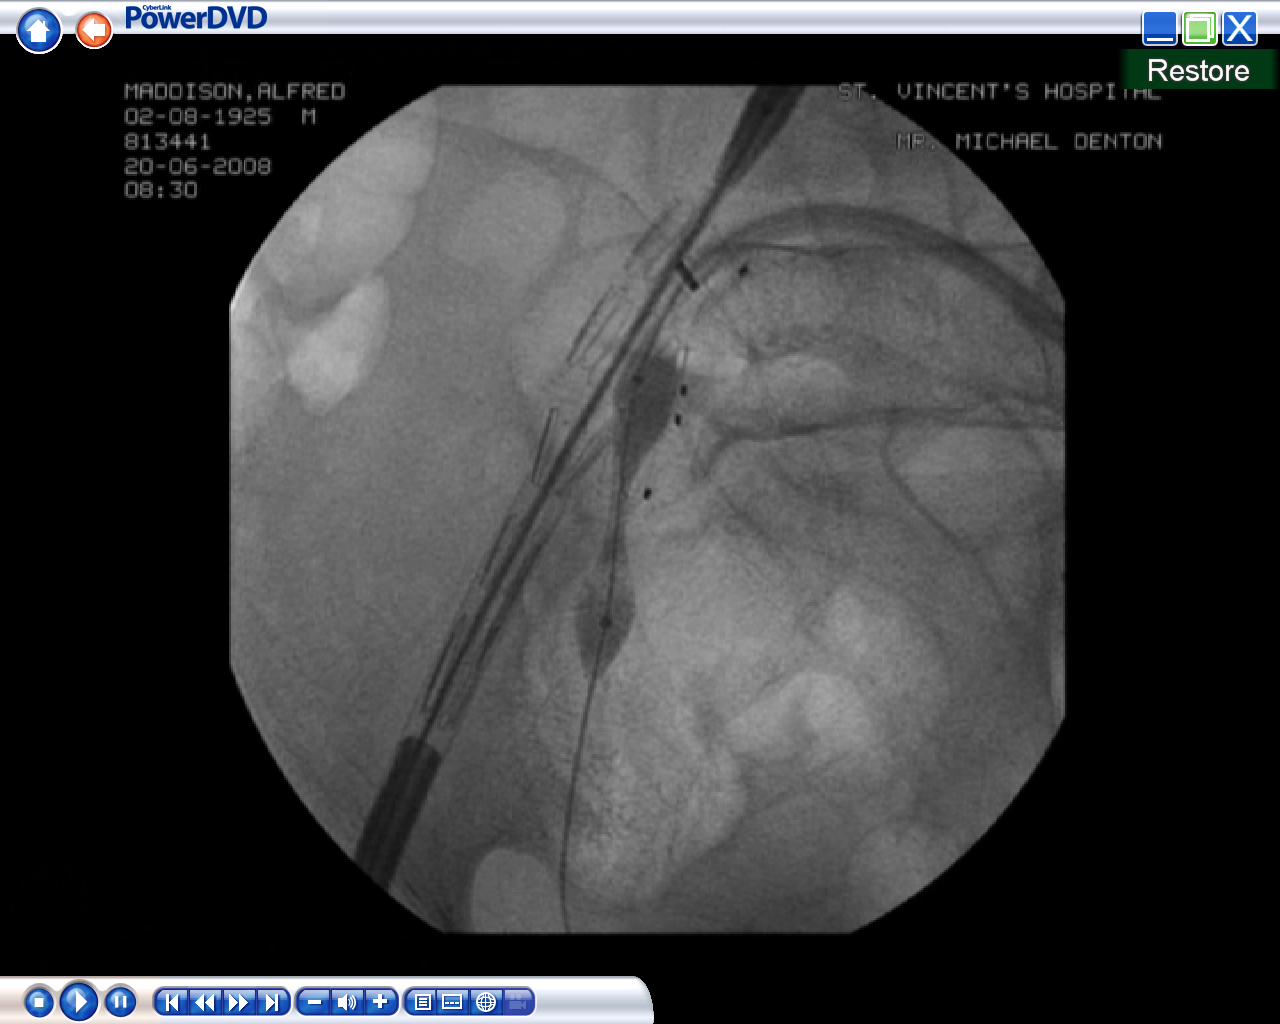 CyberLink
PowerDVD
Restore
MADDISON,ALFRED
02-08-1925 M
813441
20-06-2008
08:30
ST. VINCENT'S HOSPITAL
MR. MICHAEL DENTON